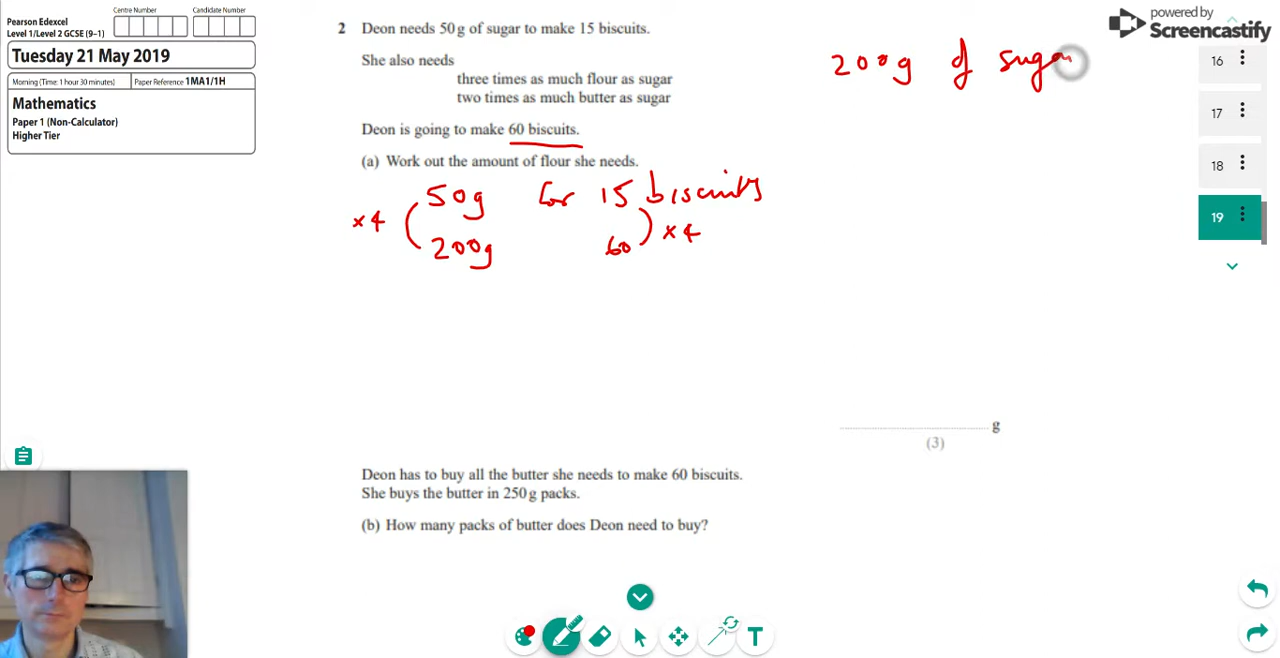 Pearson Edexcel
Level 1/Level 2 GCSE (9–1)
Centre Number
Candidate Number
Tuesday 21 May 2019
Morning (Time: 1 hour 30 minutes)
Paper Reference 1MA1/1H
Mathematics
Paper 1 (Non-Calculator)
Higher Tier
2 Deon needs 50 g of sugar to make 15 biscuits.
She also needs
three times as much flour as sugar
two times as much butter as sugar
Deon is going to make 60 biscuits.
(a) Work out the amount of flour she needs.
50g for 15 biscuits
×4 ×4
200g 60
200g of sugar
g
(3)
Deon has to buy all the butter she needs to make 60 biscuits.
She buys the butter in 250 g packs.
(b) How many packs of butter does Deon need to buy?
powered by
Screencastify
16
17
18
19
T